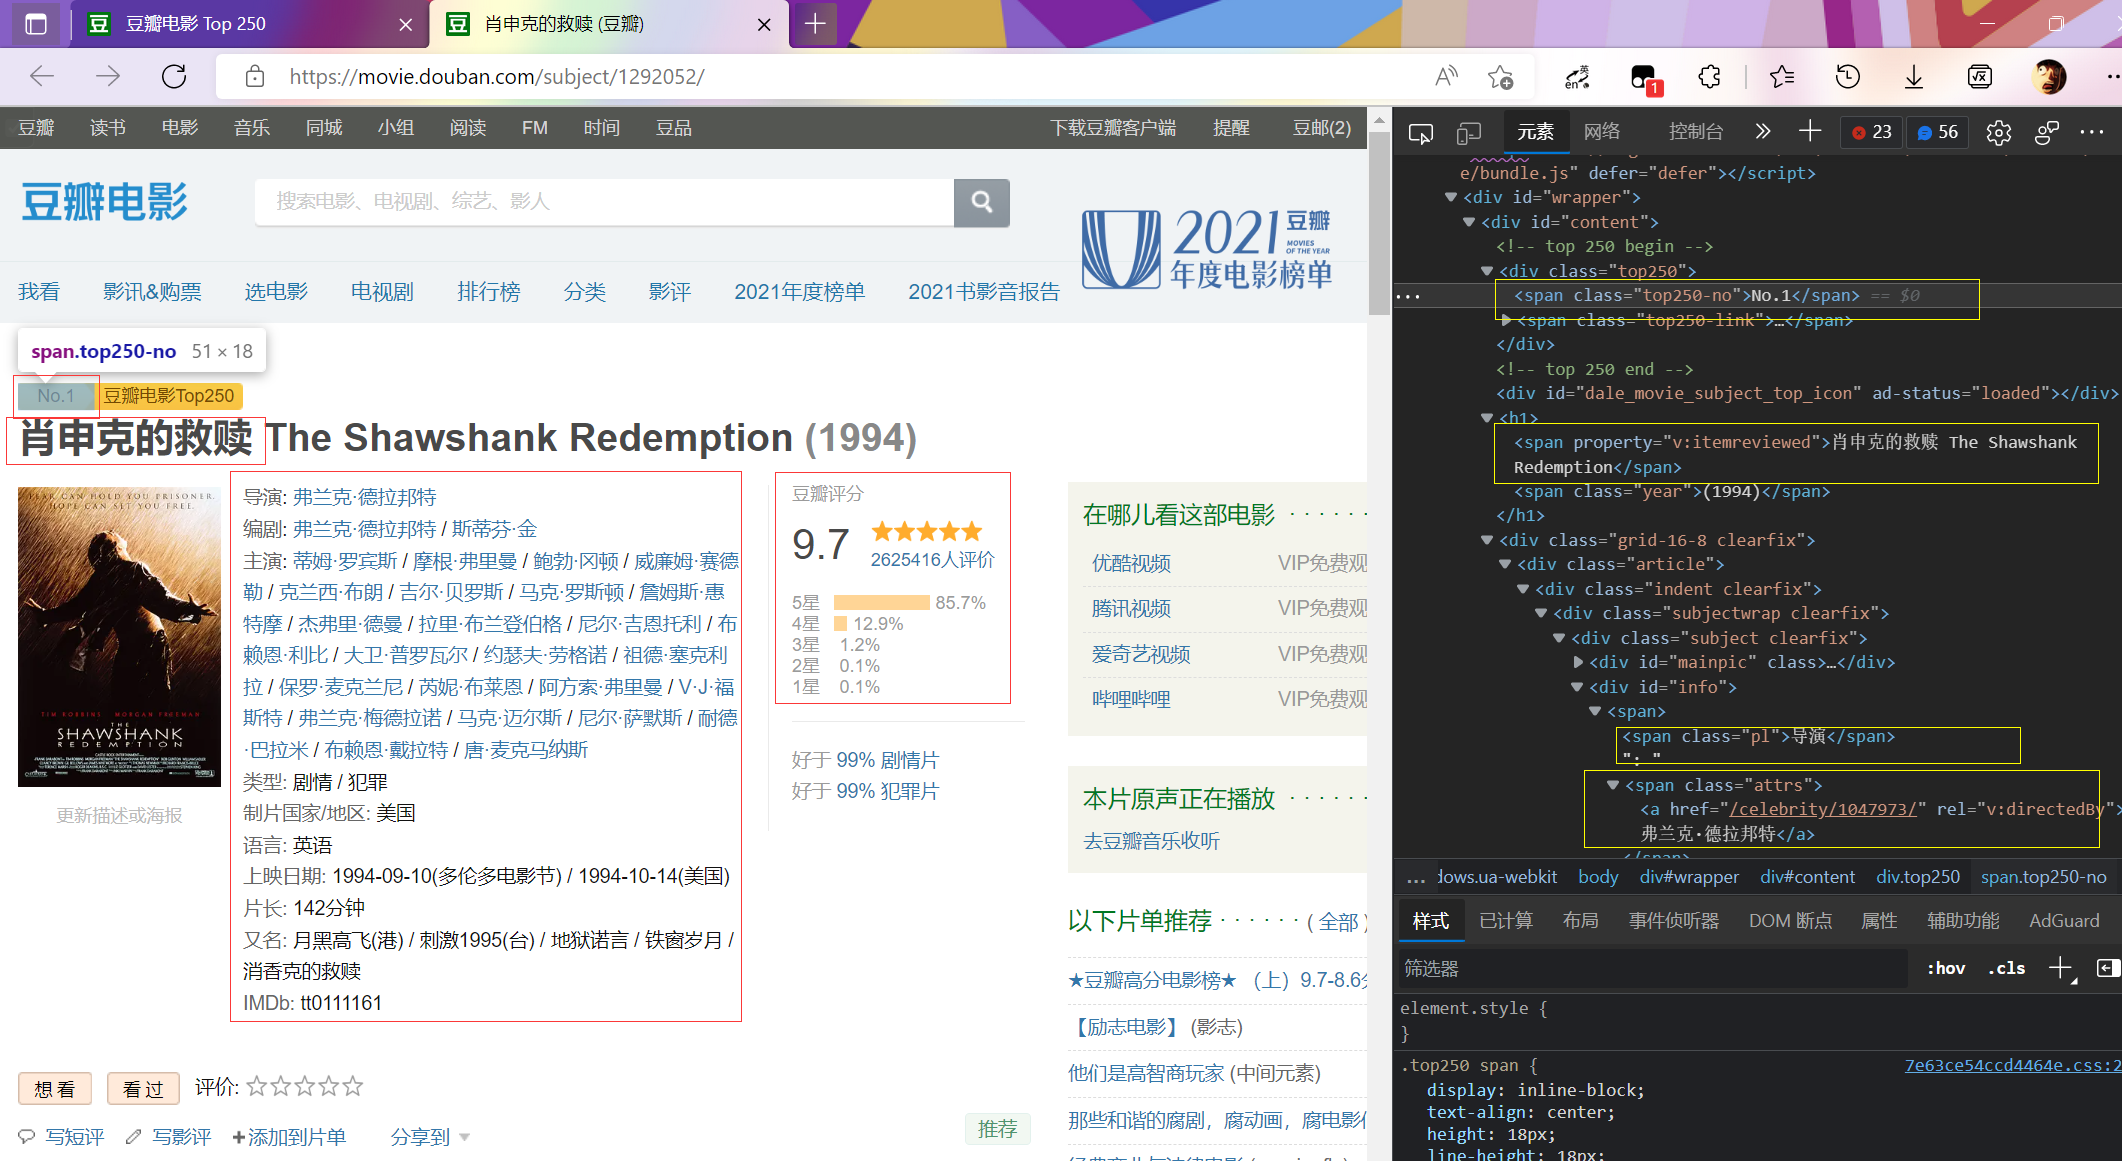 豆瓣电影 Top 250
肖申克的救赎 (豆瓣)
https://movie.douban.com/subject/1292052/
1
豆瓣 读书 电影 音乐 同城 小组 阅读 FM 时间 豆品 下载豆瓣客户端 提醒 豆邮(2)
豆瓣电影
搜索电影、电视剧、综艺、影人
2021 豆瓣
MOVIES OF THE YEAR
年度电影榜单
我看 影讯&购票 选电影 电视剧 排行榜 分类 影评 2021年度榜单 2021书影音报告
span.top250-no 51 × 18
No.1 豆瓣电影Top250
肖申克的救赎 The Shawshank Redemption (1994)
FEAR CAN HOLD YOU PRISONER.
HOPE CAN SET YOU FREE.
TIM ROBBINS MORGAN FREEMAN
THE
SHAWSHANK
REDEMPTION
更新描述或海报
导演: 弗兰克·德拉邦特
编剧: 弗兰克·德拉邦特 / 斯蒂芬·金
主演: 蒂姆·罗宾斯 / 摩根·弗里曼 / 鲍勃·冈顿 / 威廉姆·赛德
勒 / 克兰西·布朗 / 吉尔·贝罗斯 / 马克·罗斯顿 / 詹姆斯·惠
特摩 / 杰弗里·德曼 / 拉里·布兰登伯格 / 尼尔·吉恩托利 / 布
赖恩·利比 / 大卫·普罗瓦尔 / 约瑟夫·劳格诺 / 祖德·塞克利
拉 / 保罗·麦克兰尼 / 芮妮·布莱恩 / 阿方索·弗里曼 / V·J·福
斯特 / 弗兰克·梅德拉诺 / 马克·迈尔斯 / 尼尔·萨默斯 / 耐德
·巴拉米 / 布赖恩·戴拉特 / 唐·麦克马纳斯
类型: 剧情 / 犯罪
制片国家/地区: 美国
语言: 英语
上映日期: 1994-09-10(多伦多电影节) / 1994-10-14(美国)
片长: 142分钟
又名: 月黑高飞(港) / 刺激1995(台) / 地狱诺言 / 铁窗岁月 /
消香克的救赎
IMDb: tt0111161
豆瓣评分
9.7
2625416人评价
5星 85.7%
4星 12.9%
3星 1.2%
2星 0.1%
1星 0.1%
好于 99% 剧情片
好于 99% 犯罪片
想看 看过 评价:
写短评 写影评 +添加到片单 分享到
推荐
在哪儿看这部电影 · · · · · ·
优酷视频 VIP免费观
腾讯视频 VIP免费观
爱奇艺视频 VIP免费观
哔哩哔哩 VIP免费观
本片原声正在播放 · · · · · ·
去豆瓣音乐收听
以下片单推荐 · · · · · · ( 全部 )
★豆瓣高分电影榜★ （上）9.7-8.6分
【励志电影】 (影志)
他们是高智商玩家 (中间元素)
那些和谐的腐剧，腐动画，腐电影
元素 网络 控制台 23 56
e/bundle.js" defer="defer"></script>
<div id="wrapper">
<div id="content">
<!-- top 250 begin -->
<div class="top250">
<span class="top250-no">No.1</span> == $0
<span class="top250-link">…</span>
</div>
<!-- top 250 end -->
<div id="dale_movie_subject_top_icon" ad-status="loaded"></div>
<h1>
<span property="v:itemreviewed">肖申克的救赎 The Shawshank
Redemption</span>
<span class="year">(1994)</span>
</h1>
<div class="grid-16-8 clearfix">
<div class="article">
<div class="indent clearfix">
<div class="subjectwrap clearfix">
<div class="subject clearfix">
<div id="mainpic" class>…</div>
<div id="info">
<span>
<span class="pl">导演</span>
": "
<span class="attrs">
<a href="/celebrity/1047973/" rel="v:directedBy">
弗兰克·德拉邦特</a>
</span>
... dows.ua-webkit body div#wrapper div#content div.top250 span.top250-no
样式 已计算 布局 事件侦听器 DOM 断点 属性 辅助功能 AdGuard
筛选器 :hov .cls
element.style {
}
.top250 span { 7e63ce54ccd4464e.css:2
display: inline-block;
text-align: center;
height: 18px;
line-height: 18px;